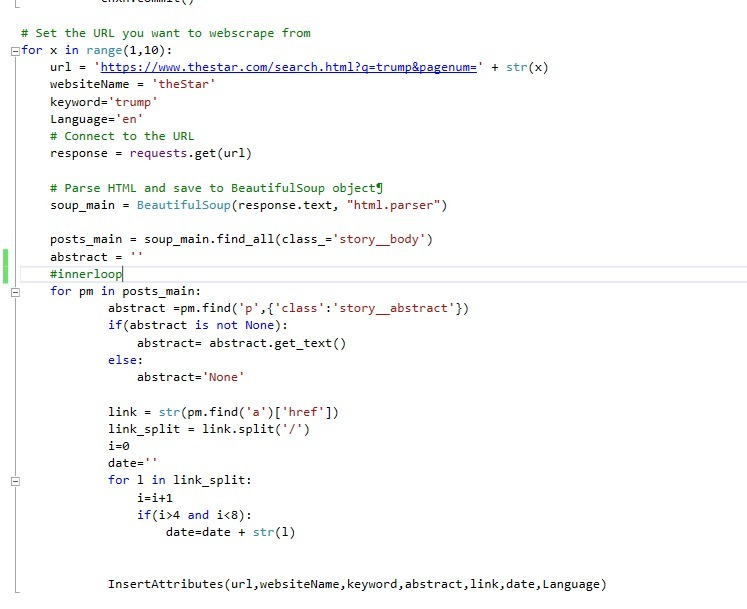 cnxn.commit()
# Set the URL you want to webscrape from
for x in range(1,10):
    url = 'https://www.thestar.com/search.html?q=trump&pagenum=' + str(x)
    websiteName = 'theStar'
    keyword='trump'
    Language='en'
    # Connect to the URL
    response = requests.get(url)
    # Parse HTML and save to BeautifulSoup object¶
    soup_main = BeautifulSoup(response.text, "html.parser")
    posts_main = soup_main.find_all(class_='story__body')
    abstract = ''
    #innerloop
    for pm in posts_main:
            abstract =pm.find('p',{'class':'story__abstract'})
            if(abstract is not None):
                abstract= abstract.get_text()
            else:
                abstract='None'
            link = str(pm.find('a')['href'])
            link_split = link.split('/')
            i=0
            date=''
            for l in link_split:
                i=i+1
                if(i>4 and i<8):
                    date=date + str(l)
            InsertAttributes(url,websiteName,keyword,abstract,link,date,Language)